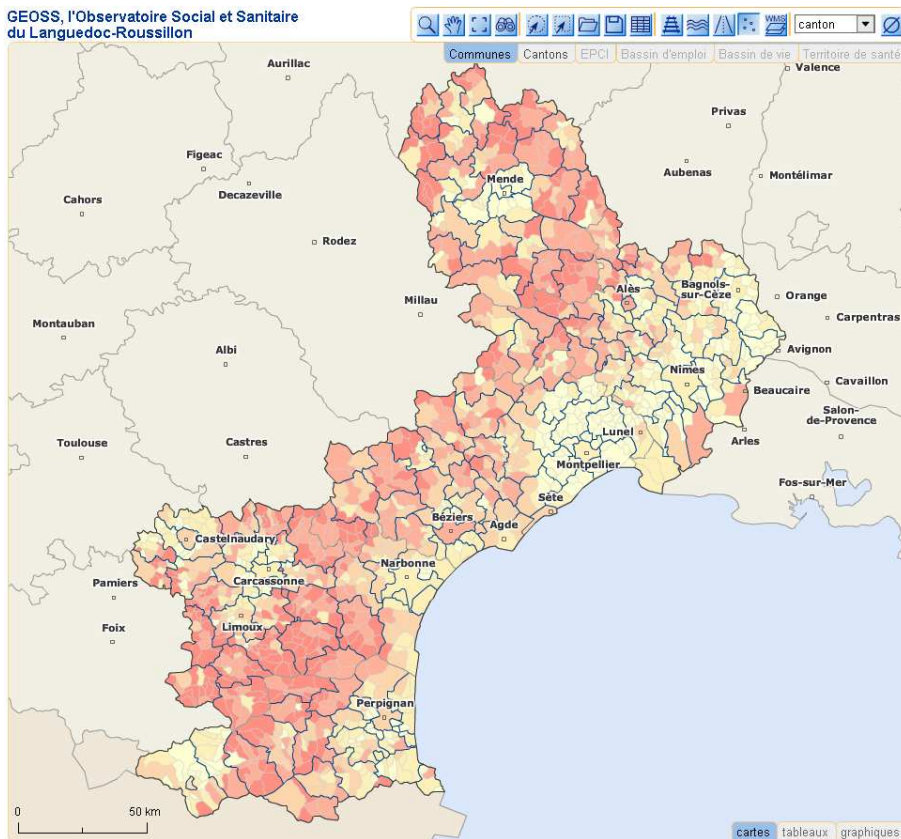 GEOSS, l'Observatoire Social et Sanitaire
du Languedoc-Roussillon
WMS
canton
Communes
Cantons
EPCI
Bassin d'emploi
Bassin de vie
Territoire de santé
Aurillac
Valence
Privas
Figeac
Aubenas
Montélimar
Decazeville
Mende
Cahors
Rodez
Alès
Bagnols-
sur-Cèze
Orange
Millau
Carpentras
Montauban
Albi
Avignon
Nîmes
Cavaillon
Beaucaire
Salon-
de-Provence
Toulouse
Castres
Lunel
Arles
Montpellier
Fos-sur-Mer
Sète
Béziers
Agde
Castelnaudary
Narbonne
Carcassonne
Pamiers
Foix
Limoux
Perpignan
0
50 km
cartes
tableaux
graphiques